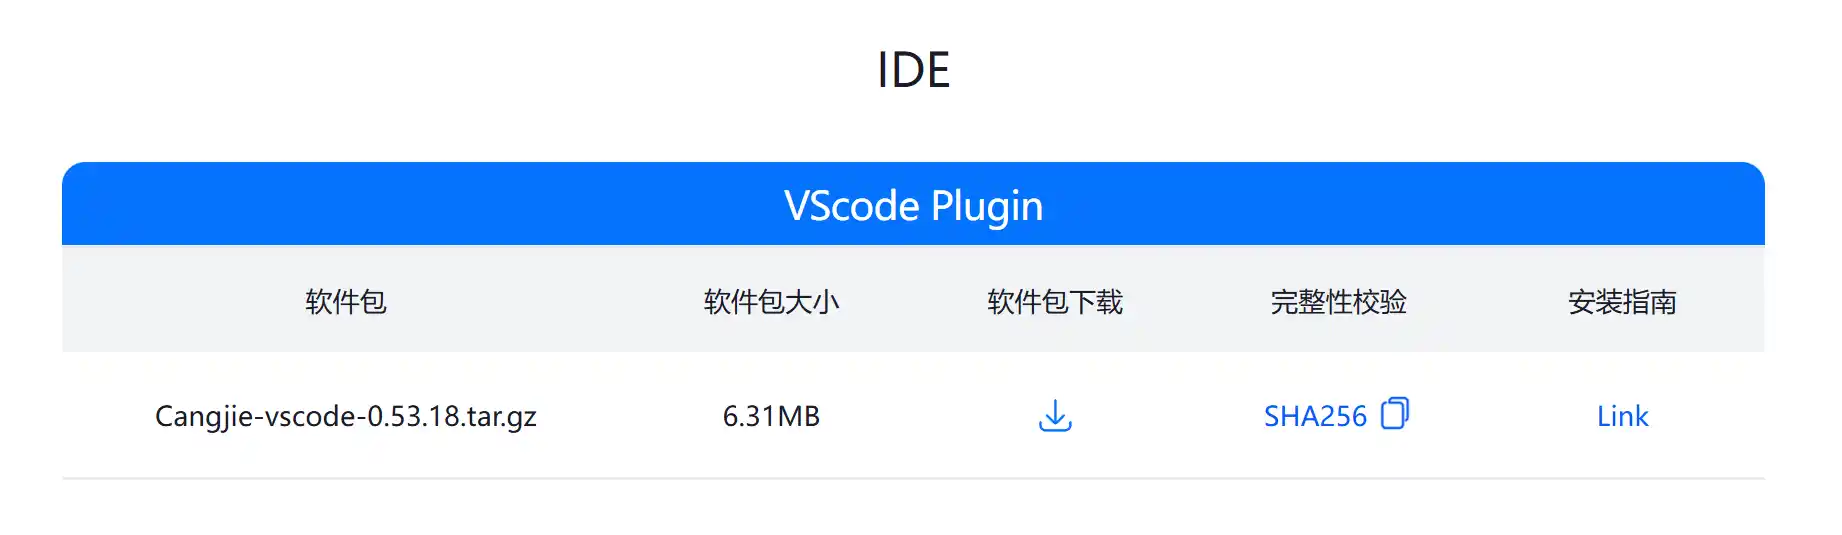 IDE
VScode Plugin
软件包 软件包大小 软件包下载 完整性校验 安装指南
Cangjie-vscode-0.53.18.tar.gz 6.31MB SHA256 Link